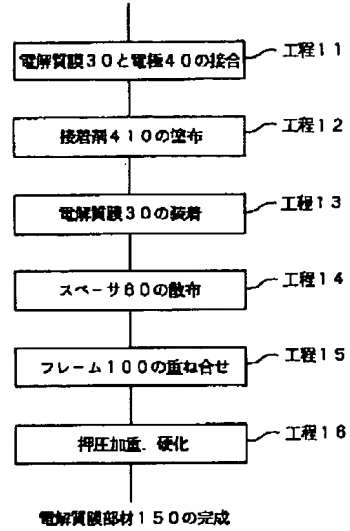 電解質膜30と電極40の接合
工程11
接着剤410の塗布
工程12
電解質膜30の装着
工程13
スペーサ60の散布
工程14
フレーム100の重ね合せ
工程15
押圧加重、硬化
工程16
電解質膜部材150の完成